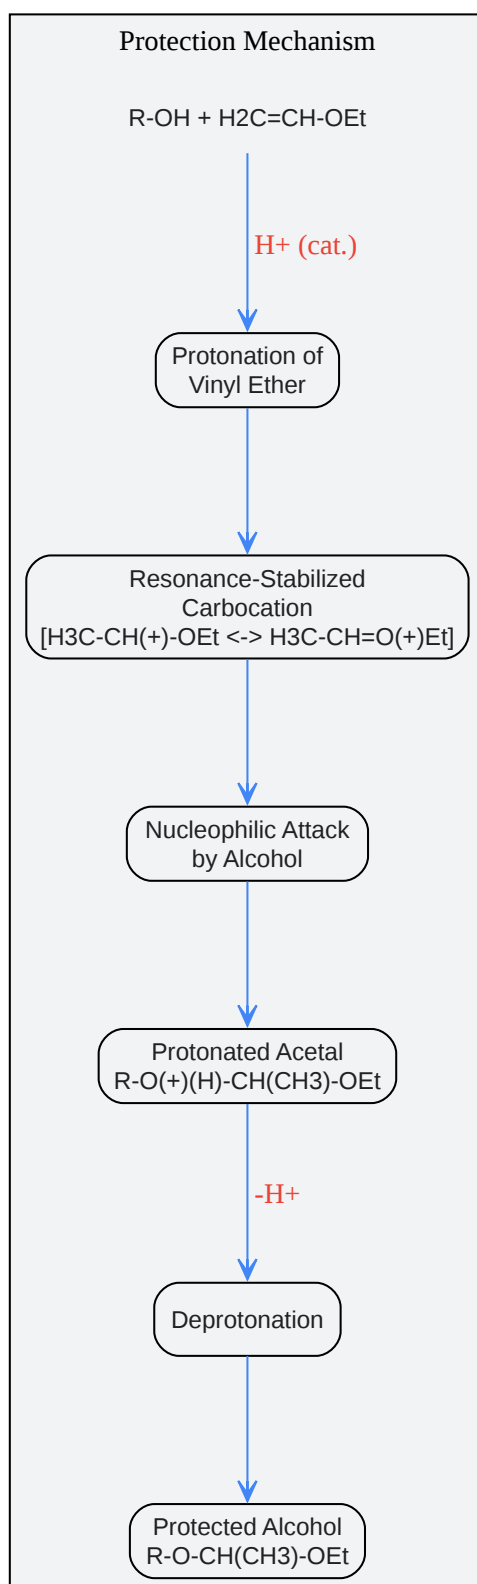 Protection Mechanism
R-OH + H2C=CH-OEt
H+ (cat.)
Protonation of
Vinyl Ether
Resonance-Stabilized
Carbocation
[H3C-CH(+)-OEt <-> H3C-CH=O(+)Et]
Nucleophilic Attack
by Alcohol
Protonated Acetal
R-O(+)(H)-CH(CH3)-OEt
-H+
Deprotonation
Protected Alcohol
R-O-CH(CH3)-OEt